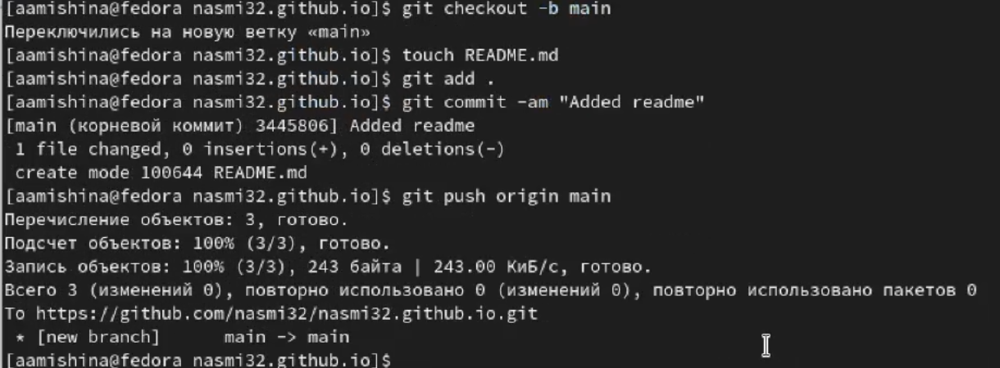 [aamishina@fedora nasmi32.github.io]$ git checkout -b main
Переключились на новую ветку «main»
[aamishina@fedora nasmi32.github.io]$ touch README.md
[aamishina@fedora nasmi32.github.io]$ git add .
[aamishina@fedora nasmi32.github.io]$ git commit -am "Added readme"
[main (корневой коммит) 3445806] Added readme
 1 file changed, 0 insertions(+), 0 deletions(-)
 create mode 100644 README.md
[aamishina@fedora nasmi32.github.io]$ git push origin main
Перечисление объектов: 3, готово.
Подсчет объектов: 100% (3/3), готово.
Запись объектов: 100% (3/3), 243 байта | 243.00 КиБ/с, готово.
Всего 3 (изменений 0), повторно использовано 0 (изменений 0), повторно использовано пакетов 0
To https://github.com/nasmi32/nasmi32.github.io.git
 * [new branch]      main -> main
[aamishina@fedora nasmi32.github.io]$